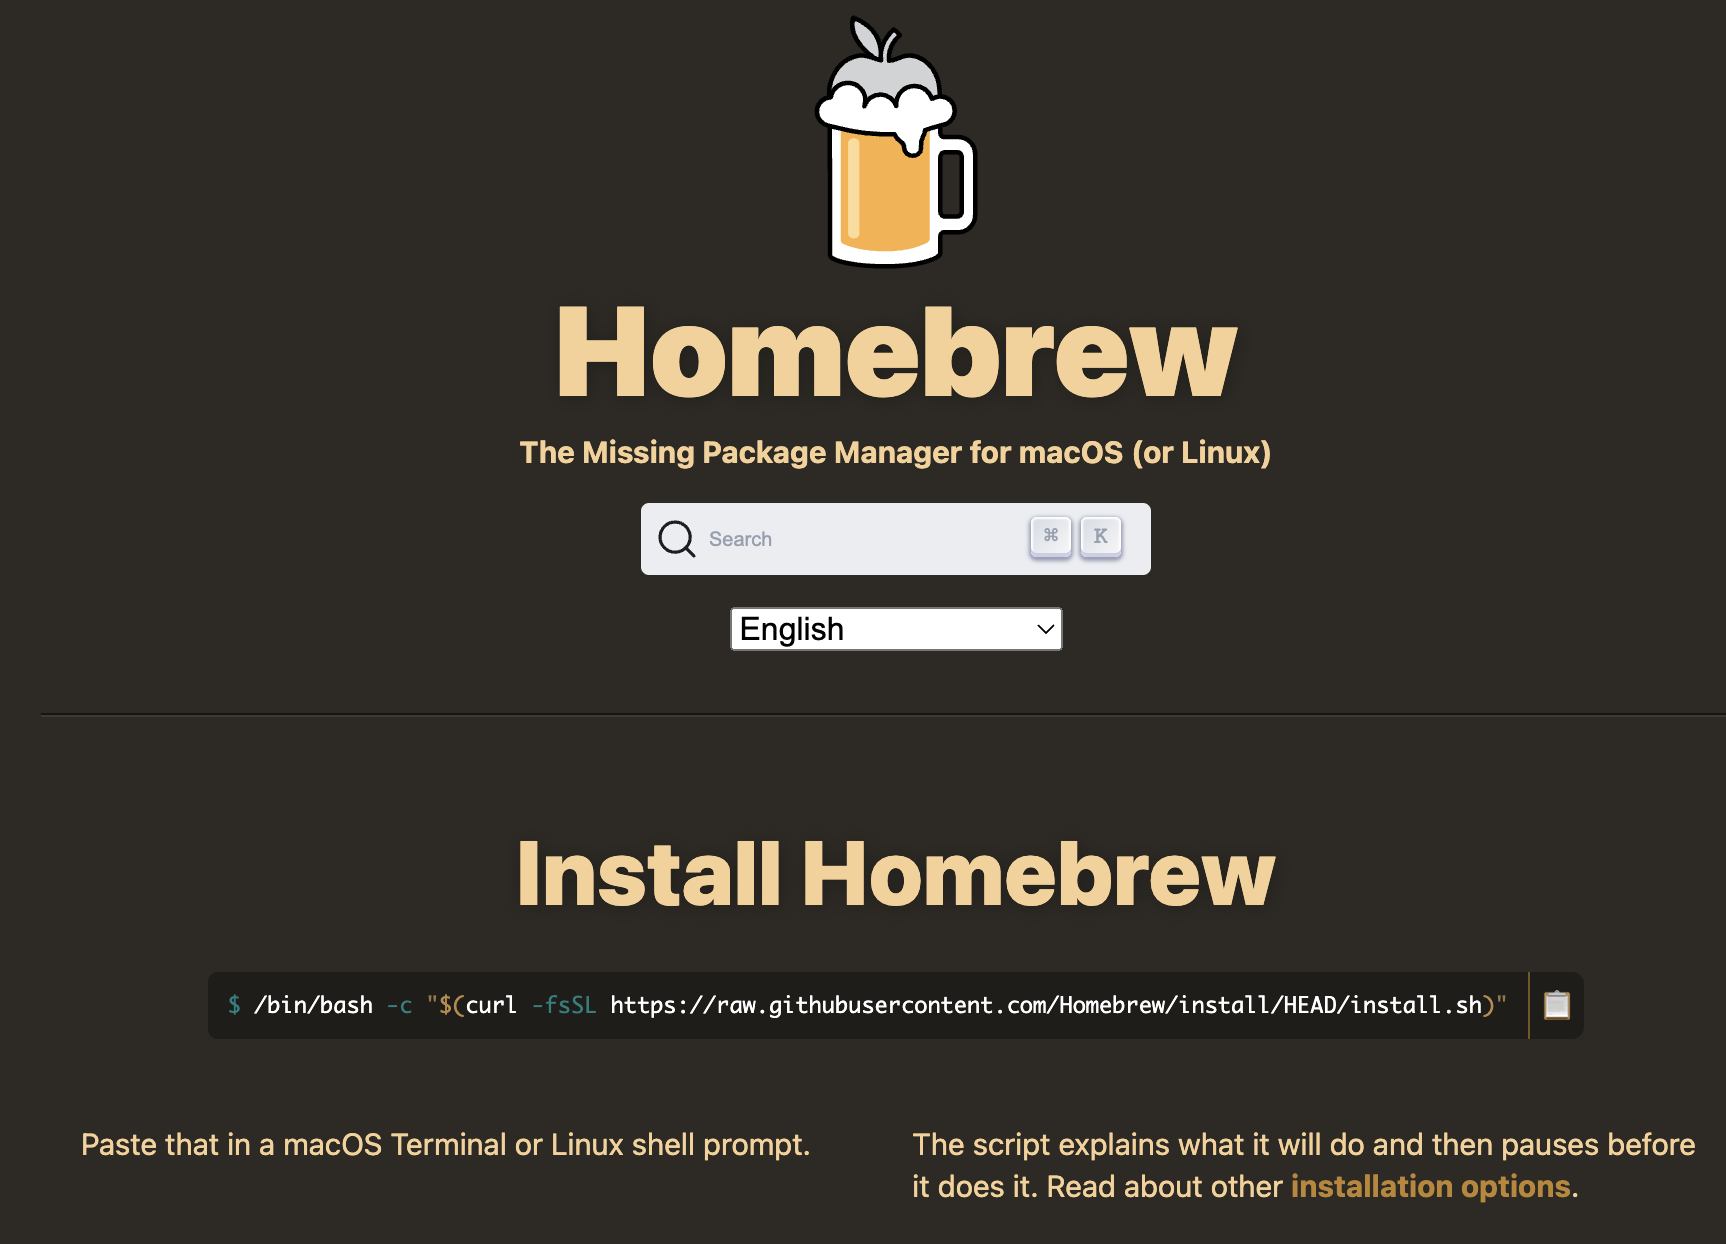 Homebrew
The Missing Package Manager for macOS (or Linux)
Search ⌘ K
English
Install Homebrew
$ /bin/bash -c "$(curl -fsSL https://raw.githubusercontent.com/Homebrew/install/HEAD/install.sh)"
Paste that in a macOS Terminal or Linux shell prompt.
The script explains what it will do and then pauses before
it does it. Read about other installation options.